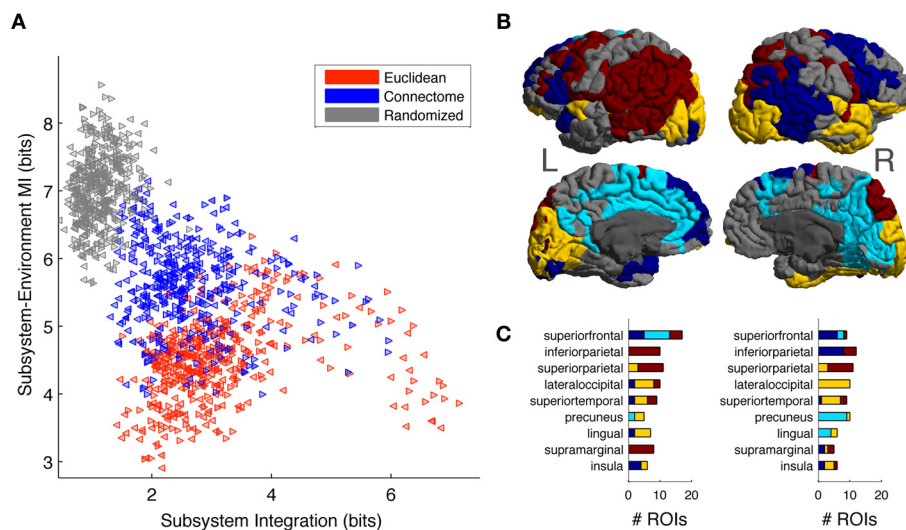 A
Subsystem-Environment MI (bits)
8
7
6
5
4
3
2
4
6
Subsystem Integration (bits)
Euclidean
Connectome
Randomized
B
L
R
C
superiorfrontal
inferiorparietal
superiorparietal
lateraloccipital
superiortemporal
precuneus
lingual
supramarginal
insula
0 10 20
# ROIs
superiorfrontal
inferiorparietal
superiorparietal
lateraloccipital
superiortemporal
precuneus
lingual
supramarginal
insula
0 10 20
# ROIs